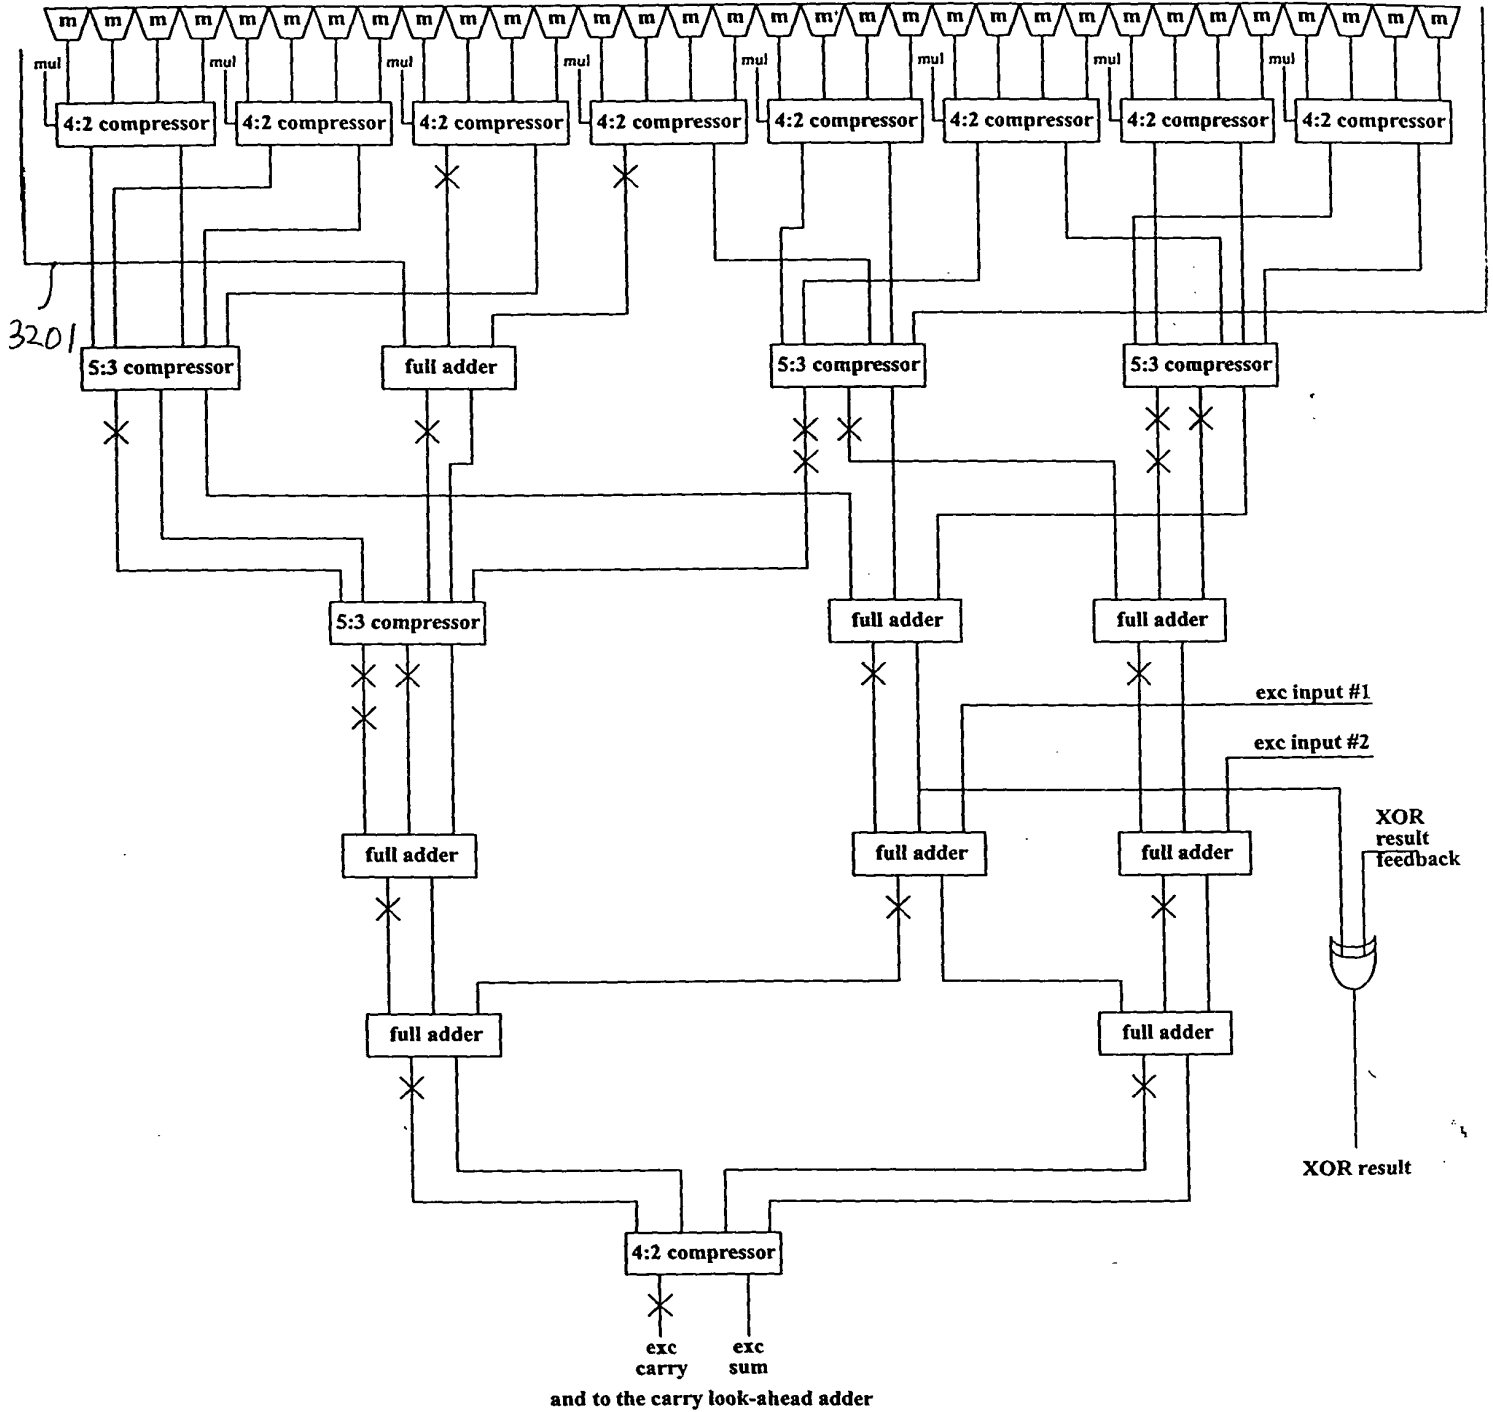 m m m m m m m m m m m m m m m m m m m m m m m m m m m m m m m m
mul mul mul mul mul mul mul mul
4:2 compressor 4:2 compressor 4:2 compressor 4:2 compressor 4:2 compressor 4:2 compressor 4:2 compressor 4:2 compressor
3201
5:3 compressor full adder 5:3 compressor 5:3 compressor
5:3 compressor full adder full adder
exc input #1
exc input #2
XOR
result
feedback
full adder full adder full adder
full adder full adder
XOR result
4:2 compressor
exc exc
carry sum
and to the carry look-ahead adder